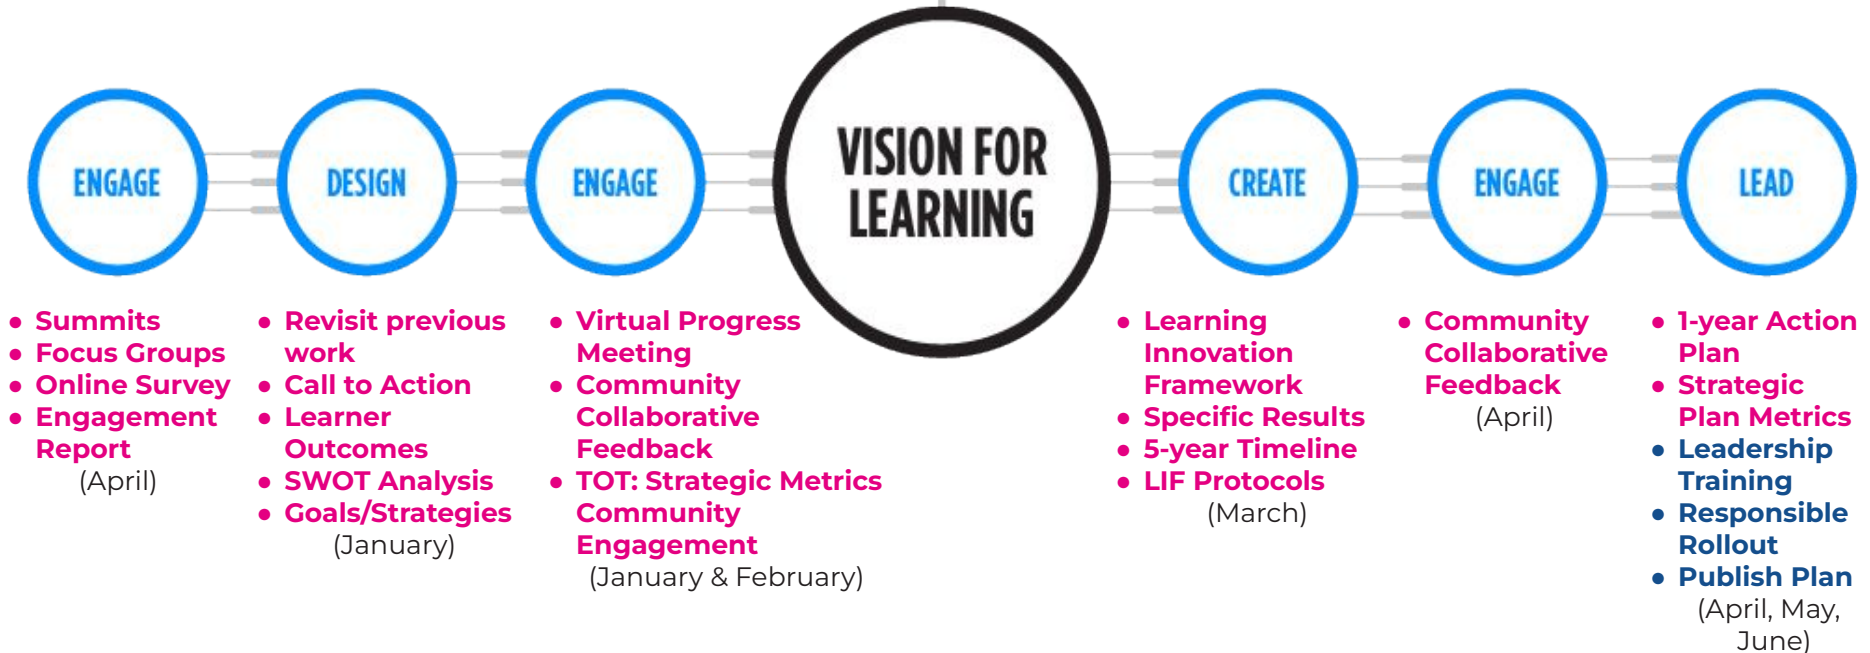 ENGAGE
DESIGN
ENGAGE
VISION FOR
LEARNING
CREATE
ENGAGE
LEAD
● Summits
● Focus Groups
● Online Survey
● Engagement
Report
(April)
● Revisit previous
work
● Call to Action
● Learner
Outcomes
● SWOT Analysis
● Goals/Strategies
(January)
● Virtual Progress
Meeting
● Community
Collaborative
Feedback
● TOT: Strategic Metrics
Community
Engagement
(January & February)
● Learning
Innovation
Framework
● Specific Results
● 5-year Timeline
● LIF Protocols
(March)
● Community
Collaborative
Feedback
(April)
● 1-year Action
Plan
● Strategic
Plan Metrics
● Leadership
Training
● Responsible
Rollout
● Publish Plan
(April, May,
June)